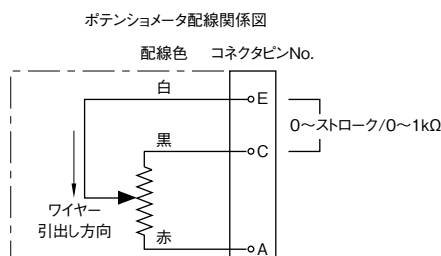 ポテンショメータ配線関係図
配線色 コネクタピンNo.
白 E
0～ストローク/0～1kΩ
黒 C
ワイヤー
引出し方向
赤 A